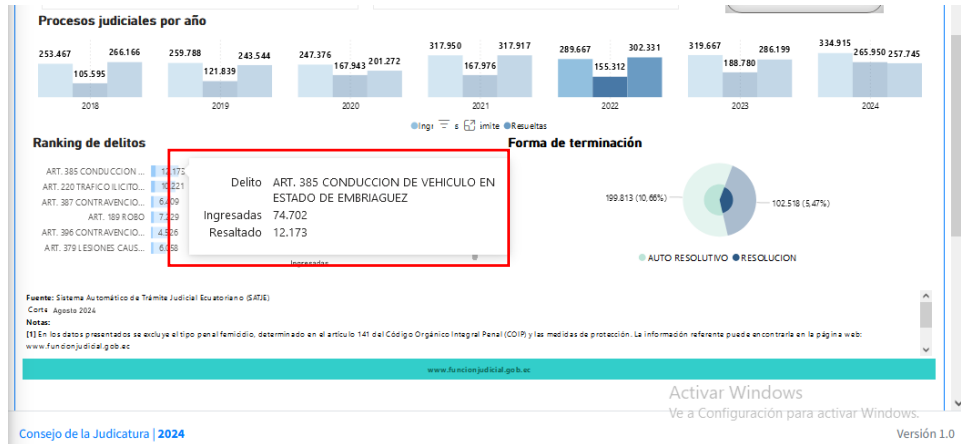 Procesos judiciales por año
253.467 105.595 266.166
259.788 121.839 243.544
247.376 167.943 201.272
317.950 167.976 317.917
289.667 155.312 302.331
319.667 188.780 286.199
334.915 265.950 257.745
2018 2019 2020 2021 2022 2023 2024
Ingr s imite Resueltas
Ranking de delitos
ART. 385 CONDUCCION ... 12.173
ART. 220 TRAFICO ILICITO... 10.221
ART. 387 CONTRAVENCIO...
ART. 189 ROBO
ART. 396 CONTRAVENCIO...
ART. 379 LESIONES CAUS...
Ingresadas
Delito ART. 385 CONDUCCION DE VEHICULO EN
ESTADO DE EMBRIAGUEZ
Ingresadas 74.702
Resaltado 12.173
Forma de terminación
199.813 (10,66%)
102.518 (5,47%)
AUTO RESOLUTIVO RESOLUCION
Fuente: Sistema Automático de Trámite Judicial Ecuatoriano (SATJE)
Corte Agosto 2024
Notas:
[1] En los datos presentados se excluye el tipo penal femicidio, determinado en el artículo 141 del Código Orgánico Integral Penal (COIP) y las medidas de protección. La información referente puede encontrarla en la página web:
www.funcionjudicial.gob.ec
www.funcionjudicial.gob.ec
Activar Windows
Ve a Configuración para activar Windows.
Consejo de la Judicatura | 2024
Versión 1.0